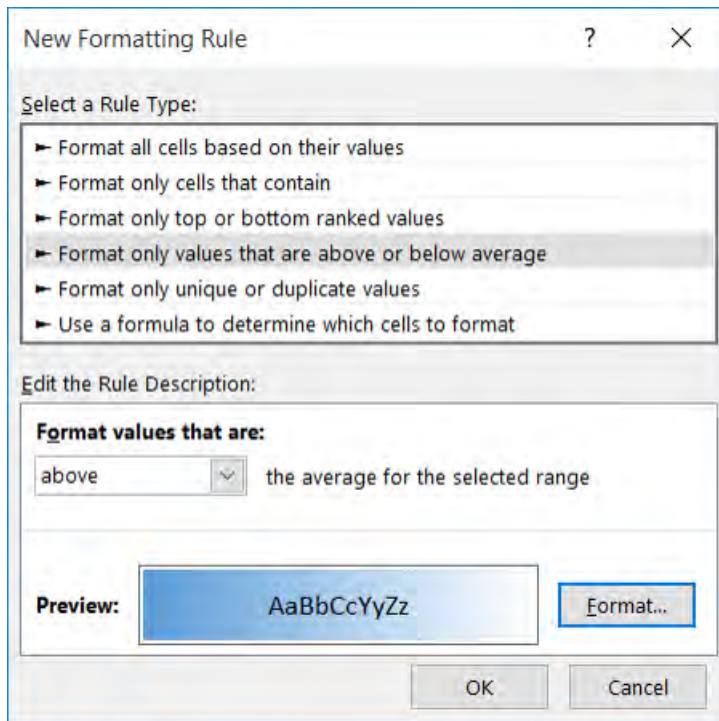 New Formatting Rule ?
Select a Rule Type:
► Format all cells based on their values
► Format only cells that contain
► Format only top or bottom ranked values
► Format only values that are above or below average
► Format only unique or duplicate values
► Use a formula to determine which cells to format
Edit the Rule Description:
Format values that are:
above the average for the selected range
Preview: AaBbCcYyZz Format...
OK Cancel